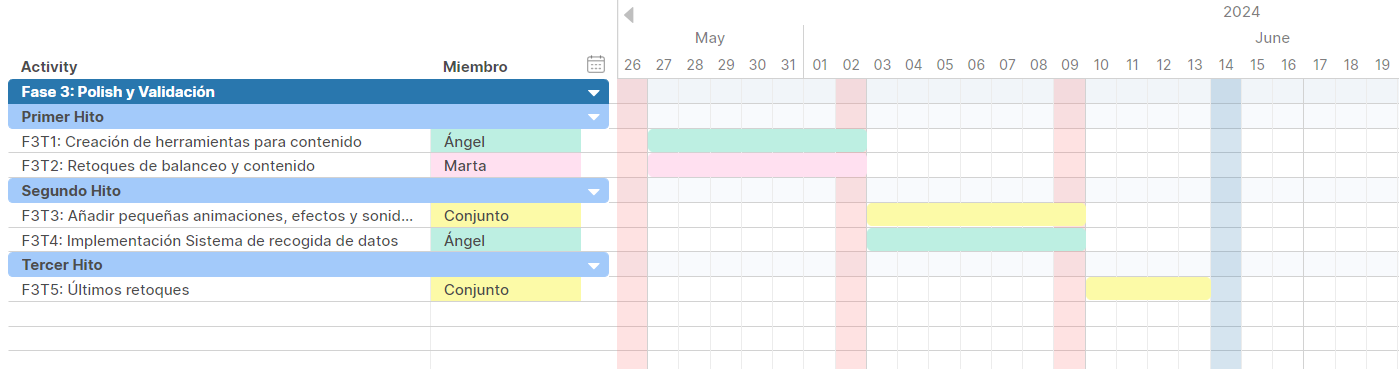 2024
May June
Activity Miembro 26 27 28 29 30 31 01 02 03 04 05 06 07 08 09 10 11 12 13 14 15 16 17 18 19
Fase 3: Polish y Validación
Primer Hito
F3T1: Creación de herramientas para contenido Ángel
F3T2: Retoques de balanceo y contenido Marta
Segundo Hito
F3T3: Añadir pequeñas animaciones, efectos y sonid... Conjunto
F3T4: Implementación Sistema de recogida de datos Ángel
Tercer Hito
F3T5: Últimos retoques Conjunto